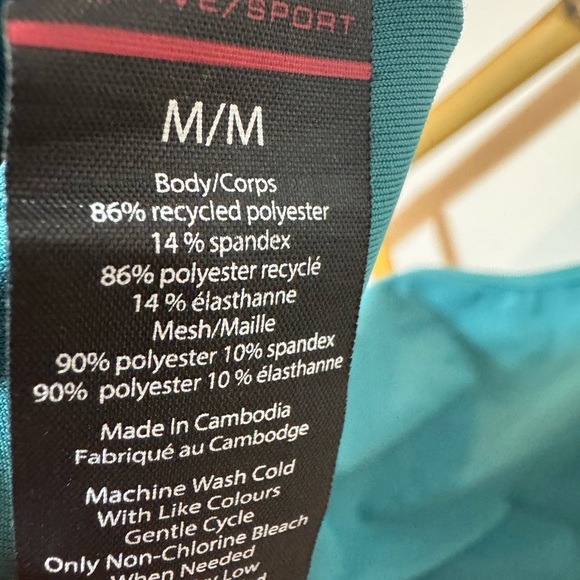 E/SPORT
M/M
Body/Corps
86% recycled polyester
14% spandex
86% polyester recyclé
14% élasthanne
Mesh/Maille
90% polyester 10% spandex
90% polyester 10% élasthanne
Made In Cambodia
Fabriqué au Cambodge
Machine Wash Cold
With Like Colours
Gentle Cycle
Only Non-Chlorine Bleach
When Needed
Low